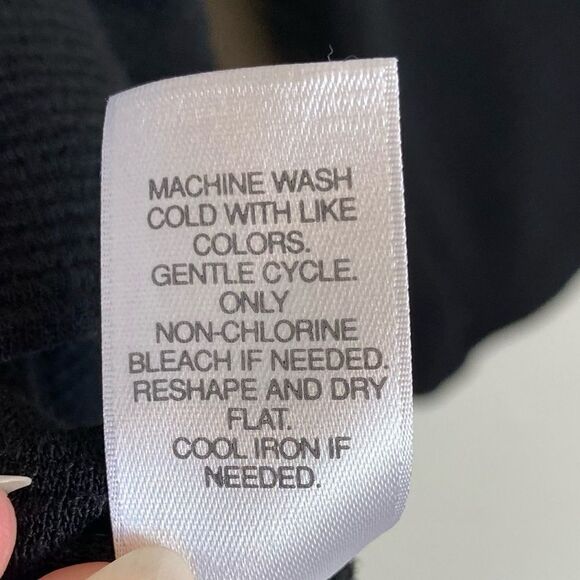 MACHINE WASH
COLD WITH LIKE
COLORS.
GENTLE CYCLE.
ONLY
NON-CHLORINE
BLEACH IF NEEDED.
RESHAPE AND DRY
FLAT.
COOL IRON IF
NEEDED.